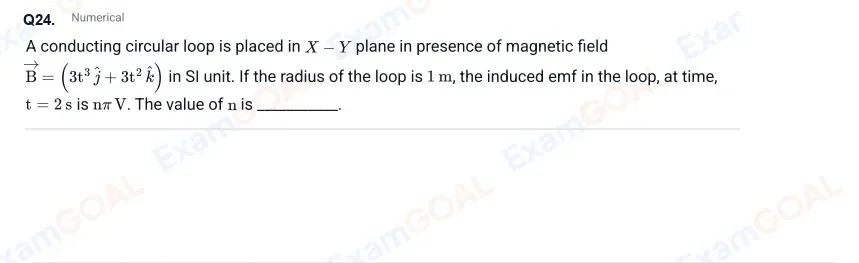 Q24. Numerical
A conducting circular loop is placed in X − Y plane in presence of magnetic field
B⃗ = (3t³ ĵ + 3t² k̂) in SI unit. If the radius of the loop is 1 m, the induced emf in the loop, at time,
t = 2 s is nπ V. The value of n is ________.
ExamGOAL
ExamGOAL